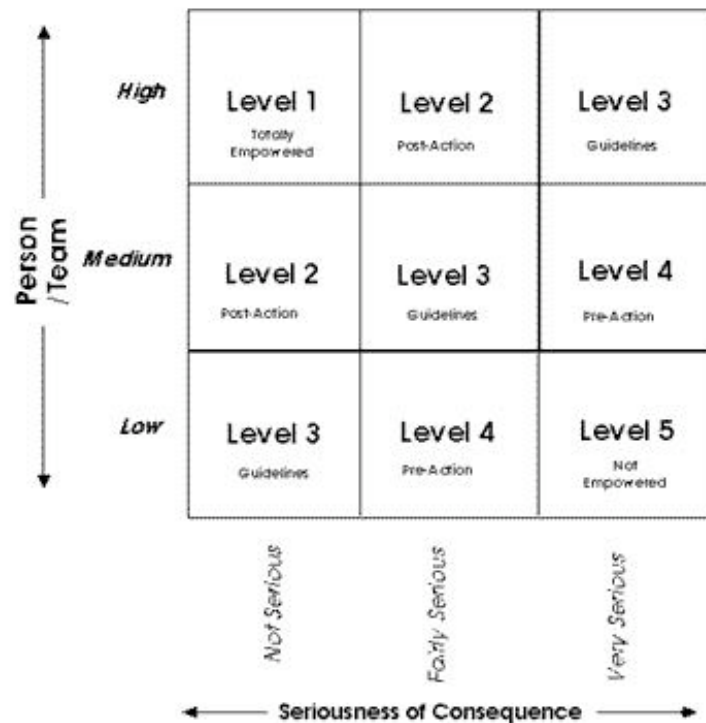 High
Level 1
Totally
Empowered
Level 2
Post-Action
Level 3
Guidelines
Person
/Team
Medium
Level 2
Post-Action
Level 3
Guidelines
Level 4
Pre-Action
Low
Level 3
Guidelines
Level 4
Pre-Action
Level 5
Not
Empowered
Not Serious
Fairly Serious
Very Serious
Seriousness of Consequence